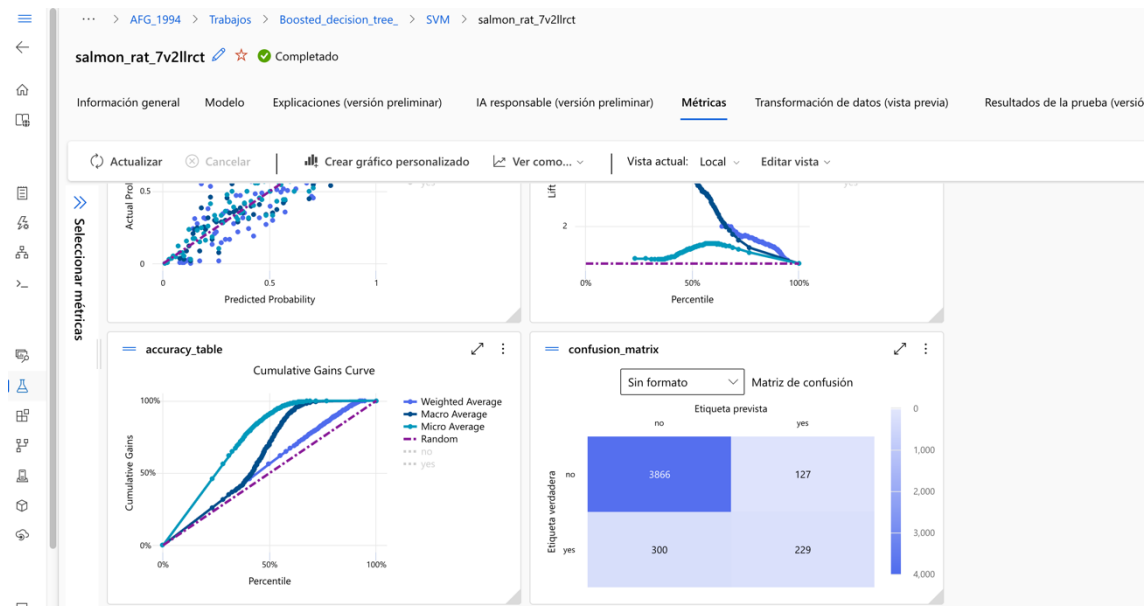 ··· > AFG_1994 > Trabajos > Boosted_decision_tree_ > SVM > salmon_rat_7v2llrct
salmon_rat_7v2llrct Completado
Información general Modelo Explicaciones (versión preliminar) IA responsable (versión preliminar) Métricas Transformación de datos (vista previa) Resultados de la prueba (versió
Actualizar Cancelar Crear gráfico personalizado Ver como... Vista actual: Local Editar vista
Seleccionar métricas
Actual Prol
0.5
0
0 0.5 1
Predicted Probability
yes
Lift
2
0% 50% 100%
Percentile
yes
accuracy_table
Cumulative Gains Curve
Cumulative Gains
100%
50%
0%
0% 50% 100%
Percentile
Weighted Average
Macro Average
Micro Average
Random
no
yes
confusion_matrix
Sin formato Matriz de confusión
Etiqueta prevista
no yes
Etiqueta verdadera
no 3866 127
yes 300 229
0
1,000
2,000
3,000
4,000